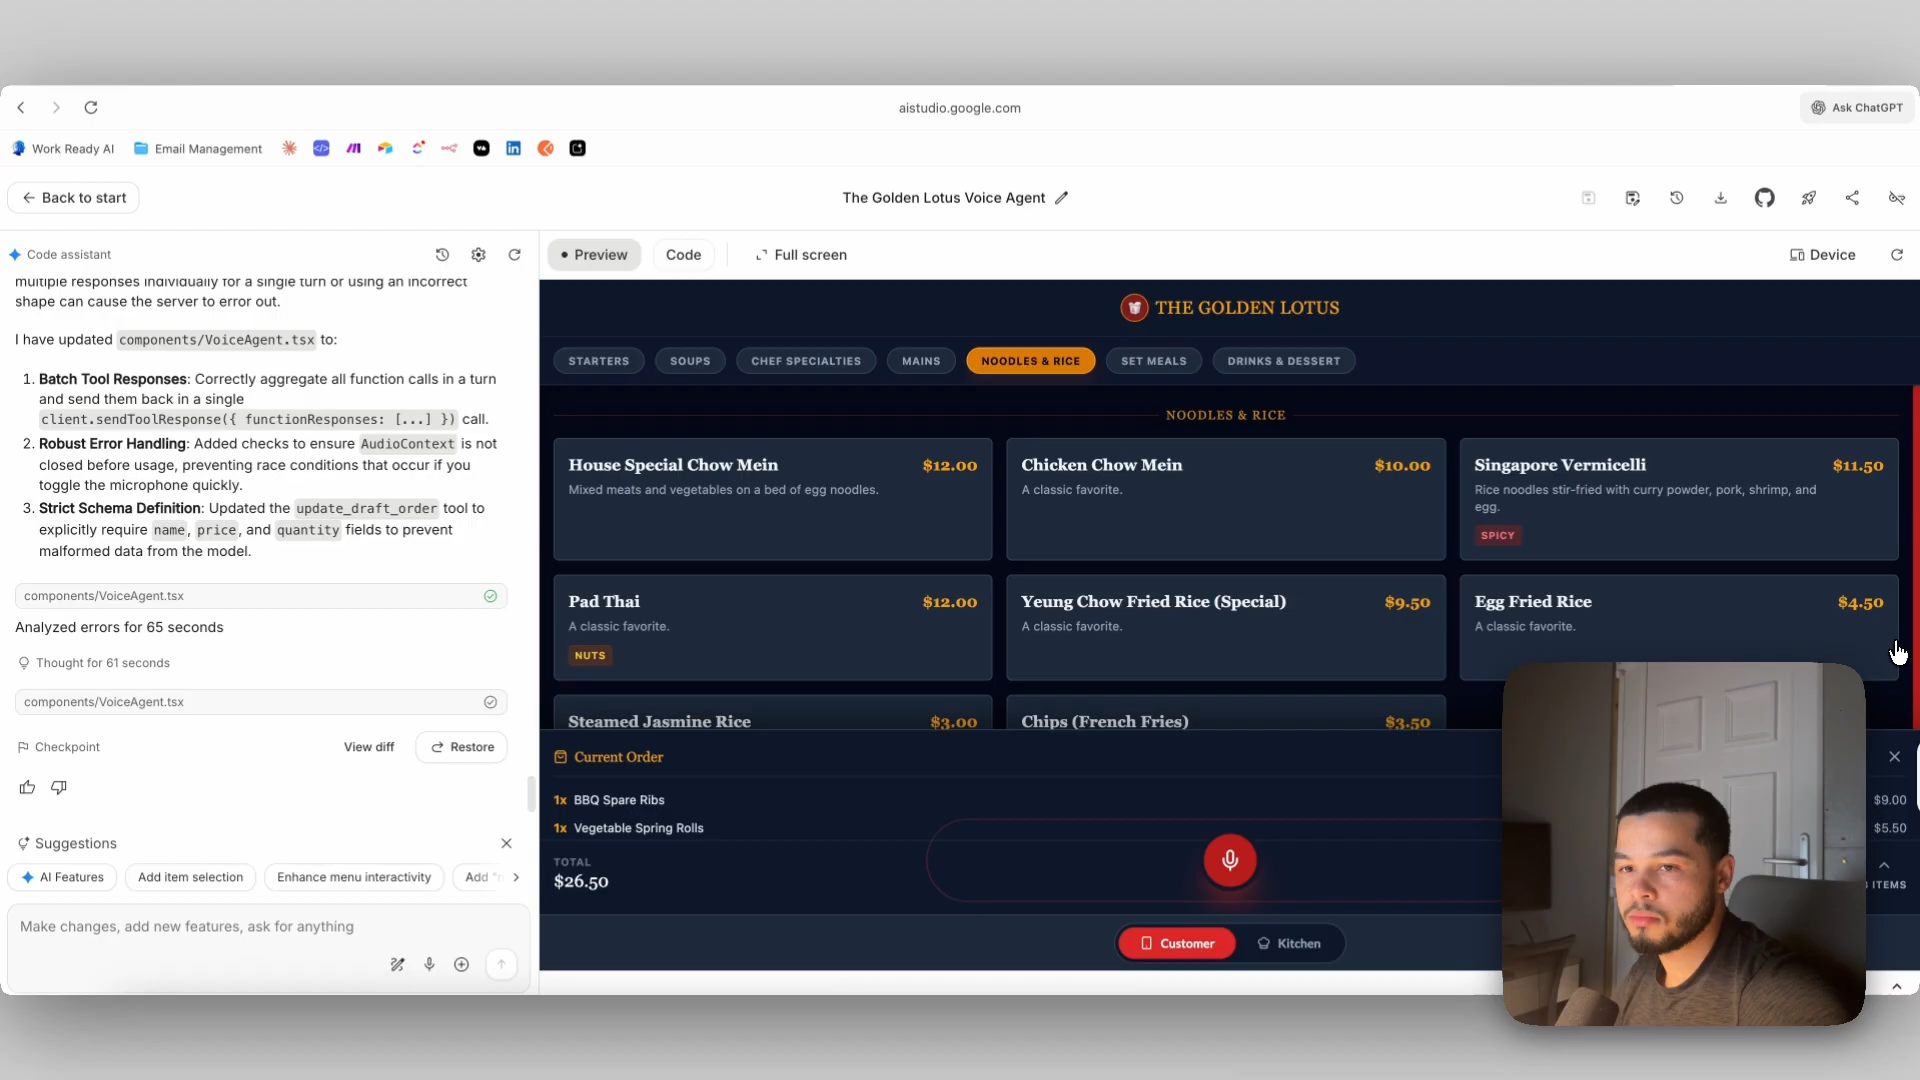 aistudio.google.com
Ask ChatGPT
Work Ready AI
Email Management
Back to start
The Golden Lotus Voice Agent
Code assistant
multiple responses individually for a single turn or using an incorrect
shape can cause the server to error out.
I have updated components/VoiceAgent.tsx to:
1. Batch Tool Responses: Correctly aggregate all function calls in a turn
and send them back in a single
client.sendToolResponse({ functionResponses: [...] }) call.
2. Robust Error Handling: Added checks to ensure AudioContext is not
closed before usage, preventing race conditions that occur if you
toggle the microphone quickly.
3. Strict Schema Definition: Updated the update_draft_order tool to
explicitly require name, price, and quantity fields to prevent
malformed data from the model.
components/VoiceAgent.tsx
Analyzed errors for 65 seconds
Thought for 61 seconds
components/VoiceAgent.tsx
Checkpoint
View diff
Restore
Suggestions
AI Features
Add item selection
Enhance menu interactivity
Add
Make changes, add new features, ask for anything
Preview
Code
Full screen
Device
THE GOLDEN LOTUS
STARTERS
SOUPS
CHEF SPECIALTIES
MAINS
NOODLES & RICE
SET MEALS
DRINKS & DESSERT
NOODLES & RICE
House Special Chow Mein
$12.00
Mixed meats and vegetables on a bed of egg noodles.
Chicken Chow Mein
$10.00
A classic favorite.
Singapore Vermicelli
$11.50
Rice noodles stir-fried with curry powder, pork, shrimp, and
egg.
SPICY
Pad Thai
$12.00
A classic favorite.
NUTS
Yeung Chow Fried Rice (Special)
$9.50
A classic favorite.
Egg Fried Rice
$4.50
A classic favorite.
Steamed Jasmine Rice
$3.00
Chips (French Fries)
$3.50
Current Order
1x BBQ Spare Ribs
$9.00
1x Vegetable Spring Rolls
$5.50
TOTAL
$26.50
ITEMS
Customer
Kitchen